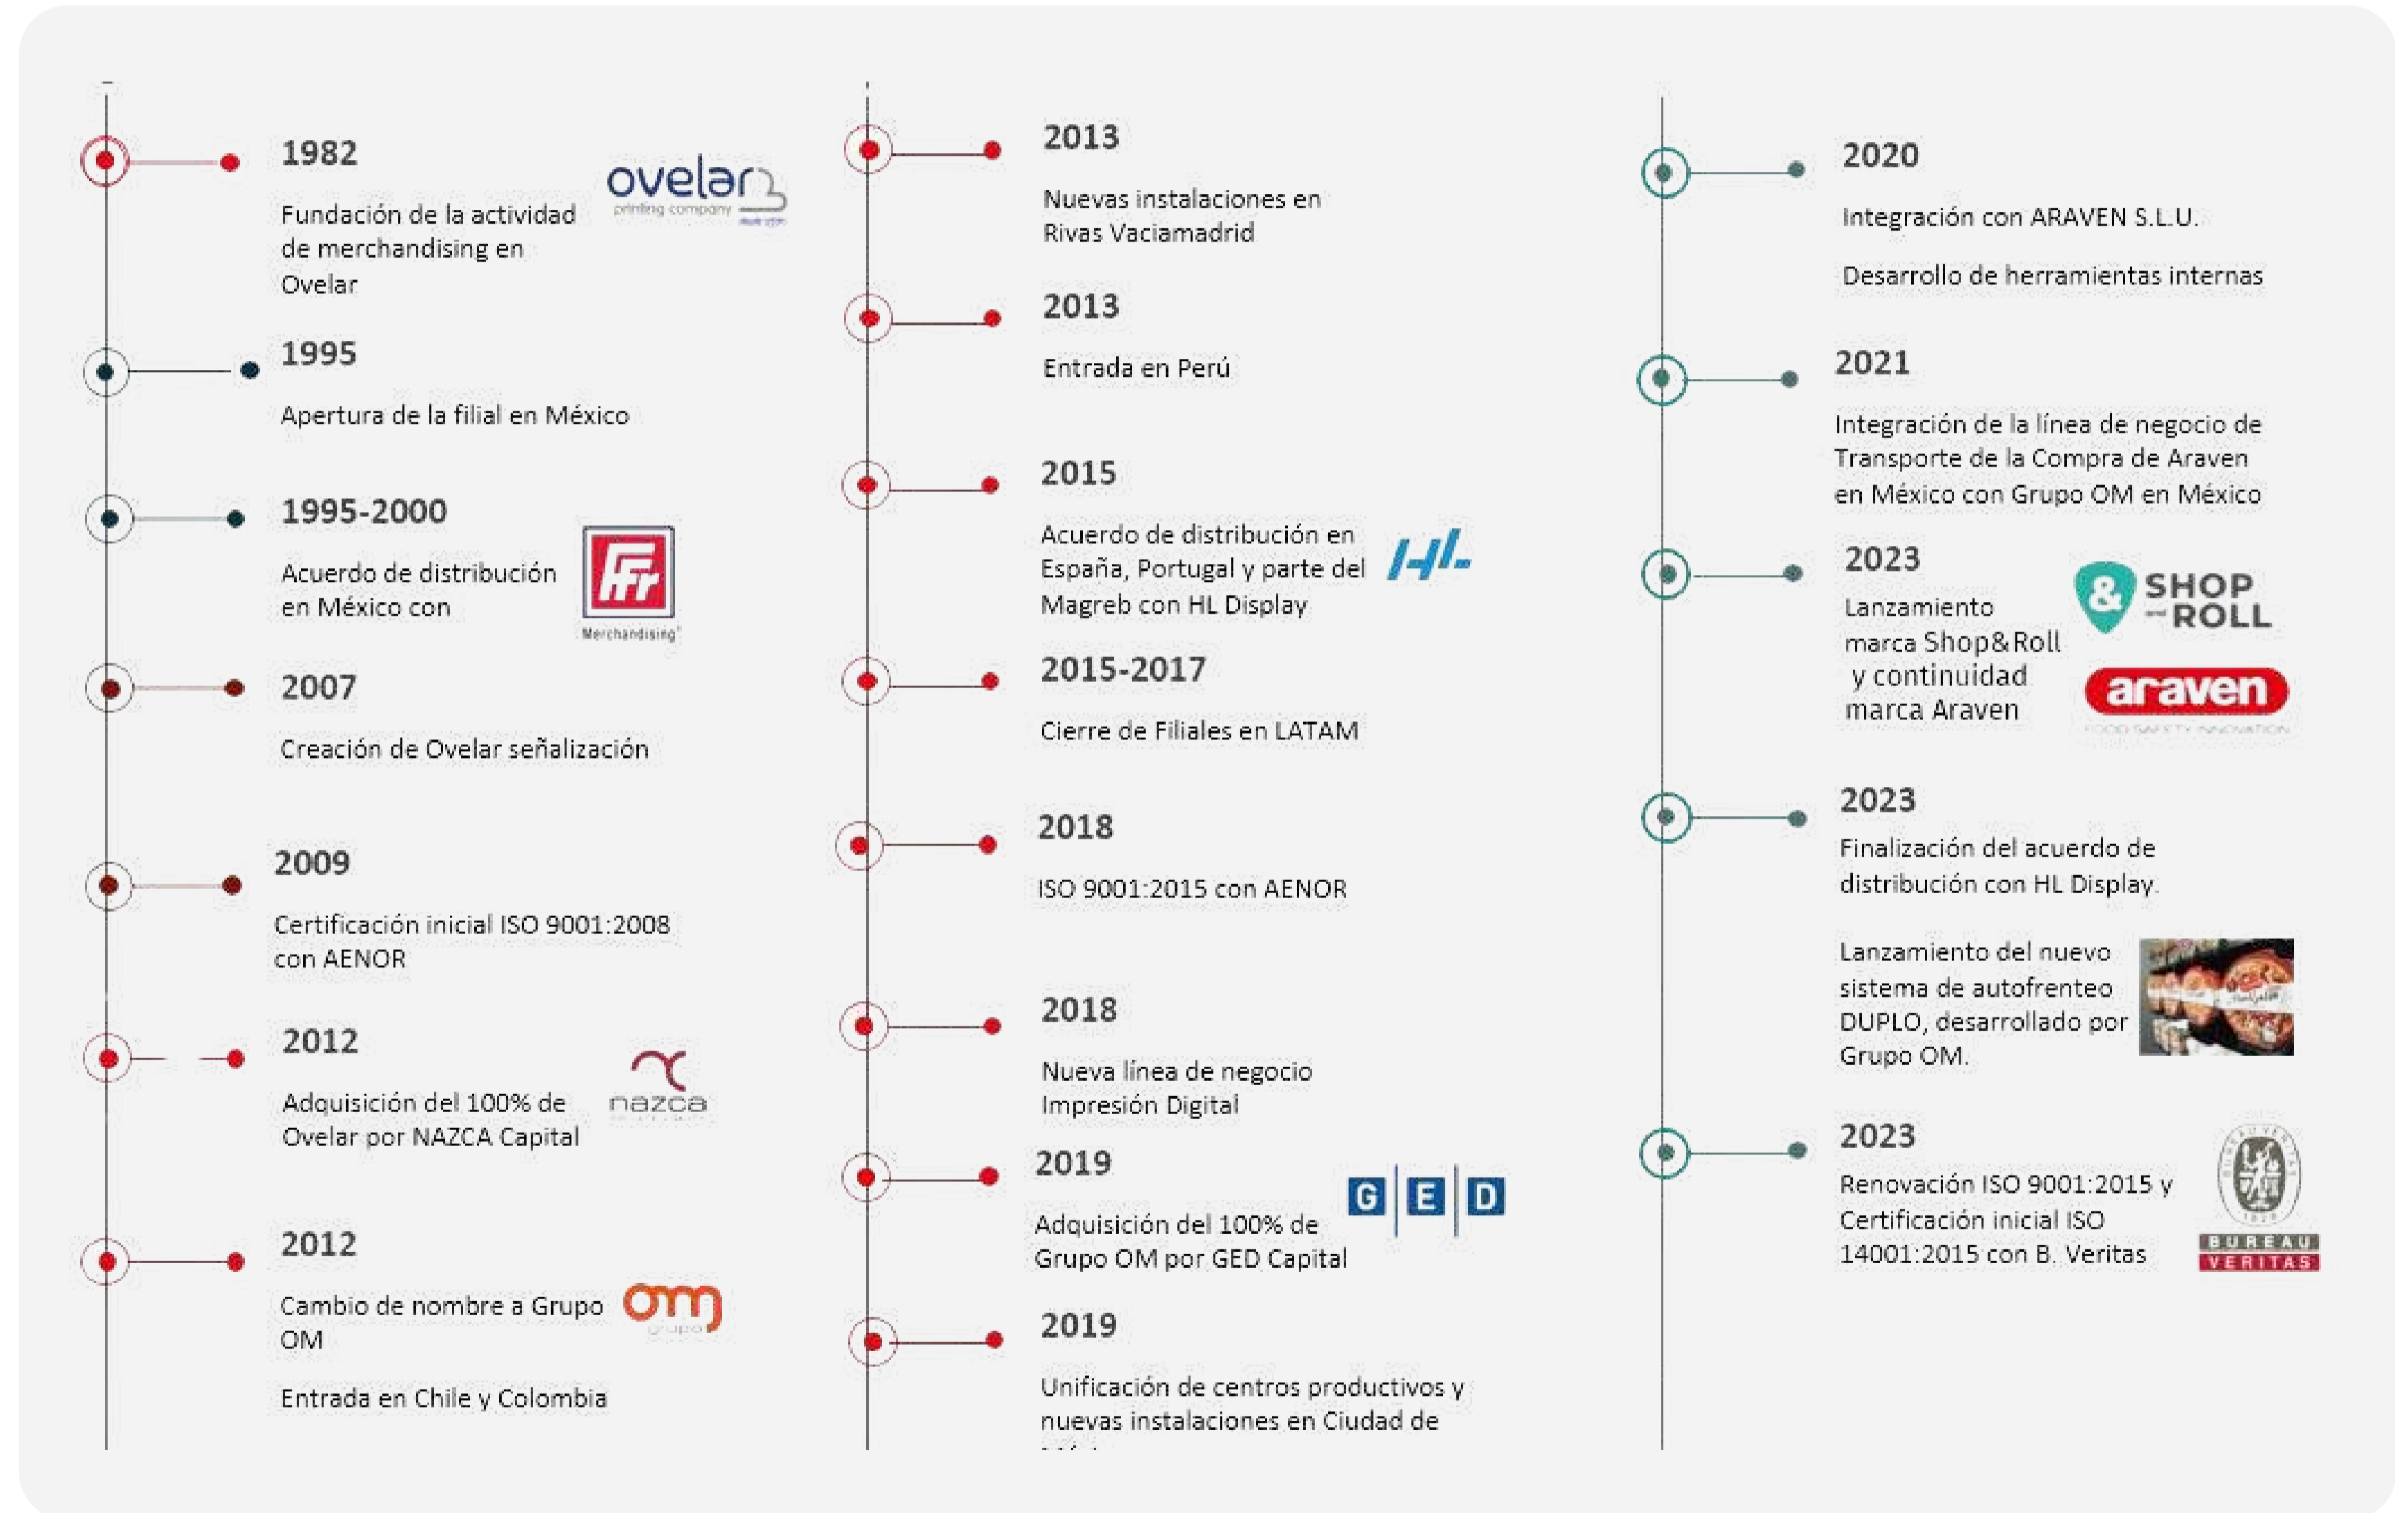 1982
ovelar
printing company
Fundación de la actividad
de merchandising en
Ovelar
1995
Apertura de la filial en México
1995-2000
Acuerdo de distribución
en México con
FFr
Merchandising
2007
Creación de Ovelar señalización
2009
Certificación inicial ISO 9001:2008
con AENOR
2012
Adquisición del 100% de
Ovelar por NAZCA Capital
nazca
2012
Cambio de nombre a Grupo
OM
om
grupo
Entrada en Chile y Colombia
2013
Nuevas instalaciones en
Rivas Vaciamadrid
2013
Entrada en Perú
2015
Acuerdo de distribución en
España, Portugal y parte del
Magreb con HL Display
HL
2015-2017
Cierre de Filiales en LATAM
2018
ISO 9001:2015 con AENOR
2018
Nueva línea de negocio
Impresión Digital
2019
Adquisición del 100% de
Grupo OM por GED Capital
G E D
2019
Unificación de centros productivos y
nuevas instalaciones en Ciudad de
2020
Integración con ARAVEN S.L.U.
Desarrollo de herramientas internas
2021
Integración de la línea de negocio de
Transporte de la Compra de Araven
en México con Grupo OM en México
2023
Lanzamiento
marca Shop&Roll
y continuidad
marca Araven
& SHOP
ROLL
araven
FOOD SAFETY INNOVATION
2023
Finalización del acuerdo de
distribución con HL Display.
Lanzamiento del nuevo
sistema de autofrenteo
DUPLO, desarrollado por
Grupo OM.
2023
Renovación ISO 9001:2015 y
Certificación inicial ISO
14001:2015 con B. Veritas
BUREAU VERITAS
1828
BUREAU
VERITAS